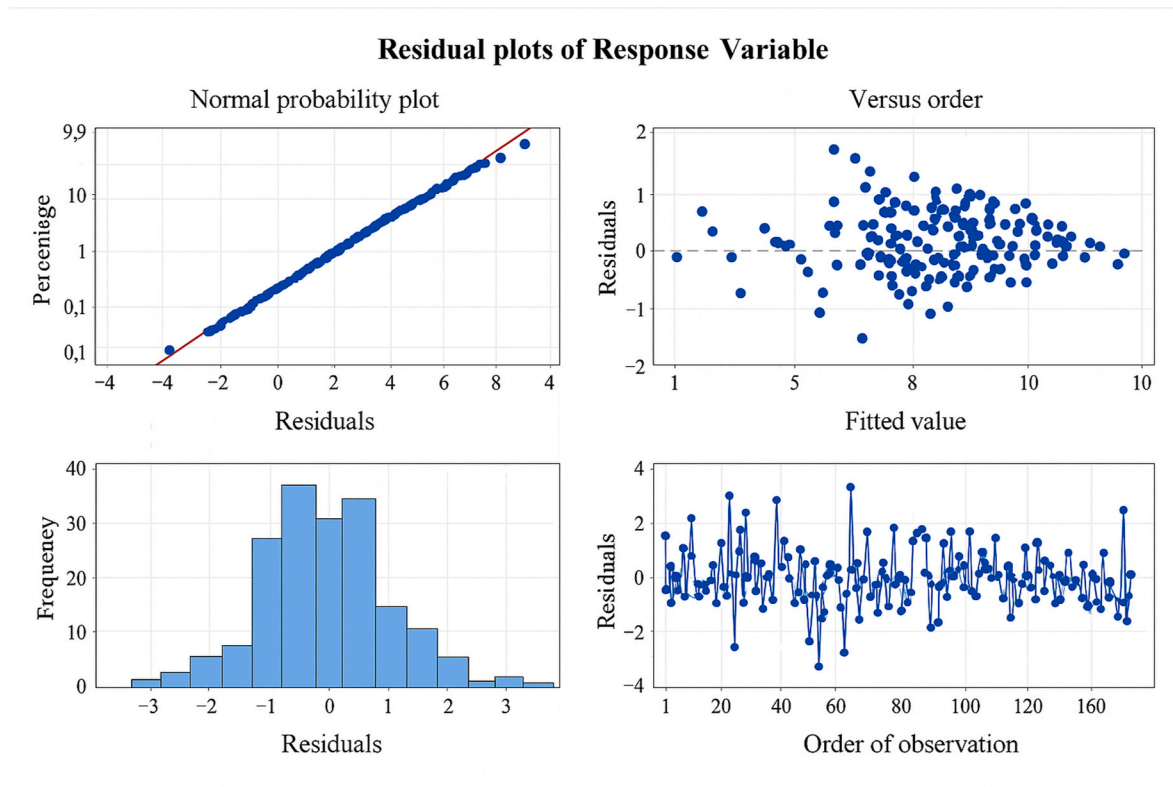 Residual plots of Response Variable
Normal probability plot
Percentage
9,9
10
1
0,1
0,1
−4 −4 −2 0 2 4 6 8 4
Residuals
Versus order
Residuals
2
1
0
−1
−2
1 5 8 10 10
Fitted value
Frequency
40
30
20
10
0
−3 −2 −1 0 1 2 3
Residuals
Residuals
4
2
0
−2
−4
1 20 40 60 80 100 120 160
Order of observation